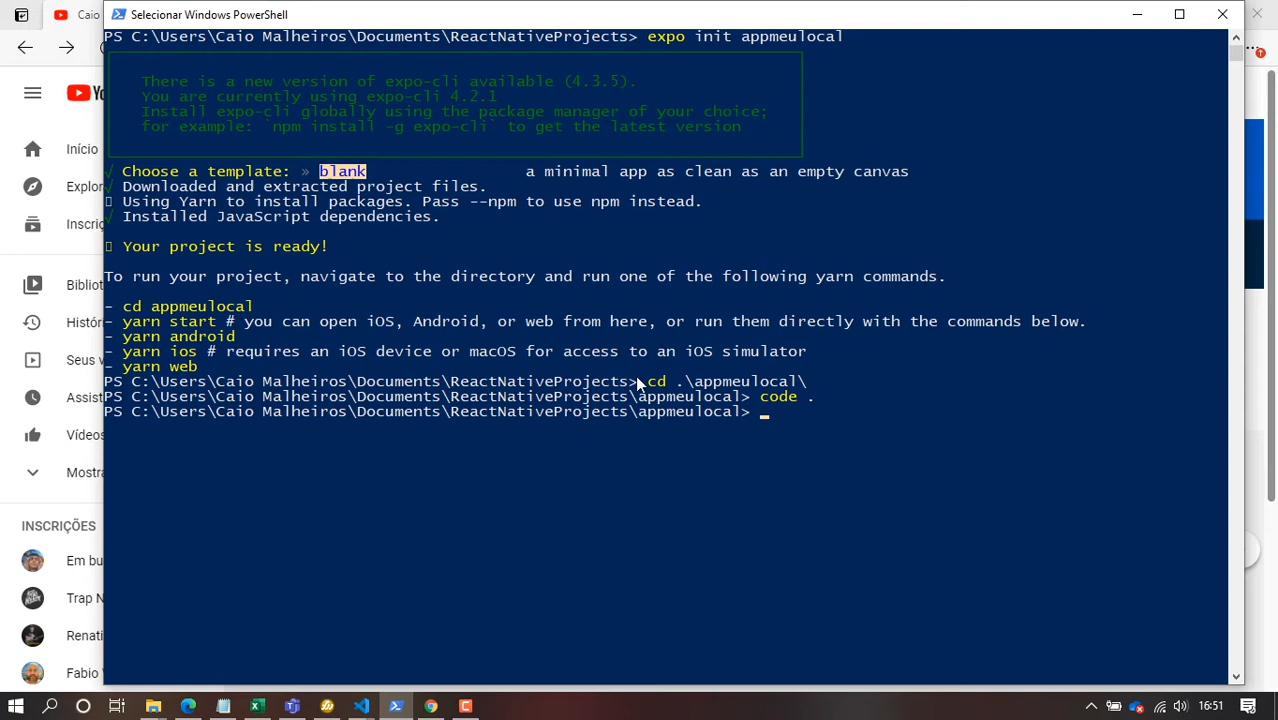 Caio
Selecionar Windows PowerShell
PS C:\Users\Caio Malheiros\Documents\ReactNativeProjects> expo init appmeulocal
There is a new version of expo-cli available (4.3.5).
You are currently using expo-cli 4.2.1
Install expo-cli globally using the package manager of your choice;
for example: `npm install -g expo-cli` to get the latest version
√ Choose a template: » blank a minimal app as clean as an empty canvas
√ Downloaded and extracted project files.
Using Yarn to install packages. Pass --npm to use npm instead.
√ Installed JavaScript dependencies.
Your project is ready!
To run your project, navigate to the directory and run one of the following yarn commands.
- cd appmeulocal
- yarn start # you can open iOS, Android, or web from here, or run them directly with the commands below.
- yarn android
- yarn ios # requires an iOS device or macOS for access to an iOS simulator
- yarn web
PS C:\Users\Caio Malheiros\Documents\ReactNativeProjects> cd .\appmeulocal\
PS C:\Users\Caio Malheiros\Documents\ReactNativeProjects\appmeulocal> code .
PS C:\Users\Caio Malheiros\Documents\ReactNativeProjects\appmeulocal> _
Início
Explor
Inscriç
Bibliot
Histór
Seus v
Assist
Vídeos
Mostra
INSCRIÇÕES
Em bu
Trap N
Renati
Fabio
16:51